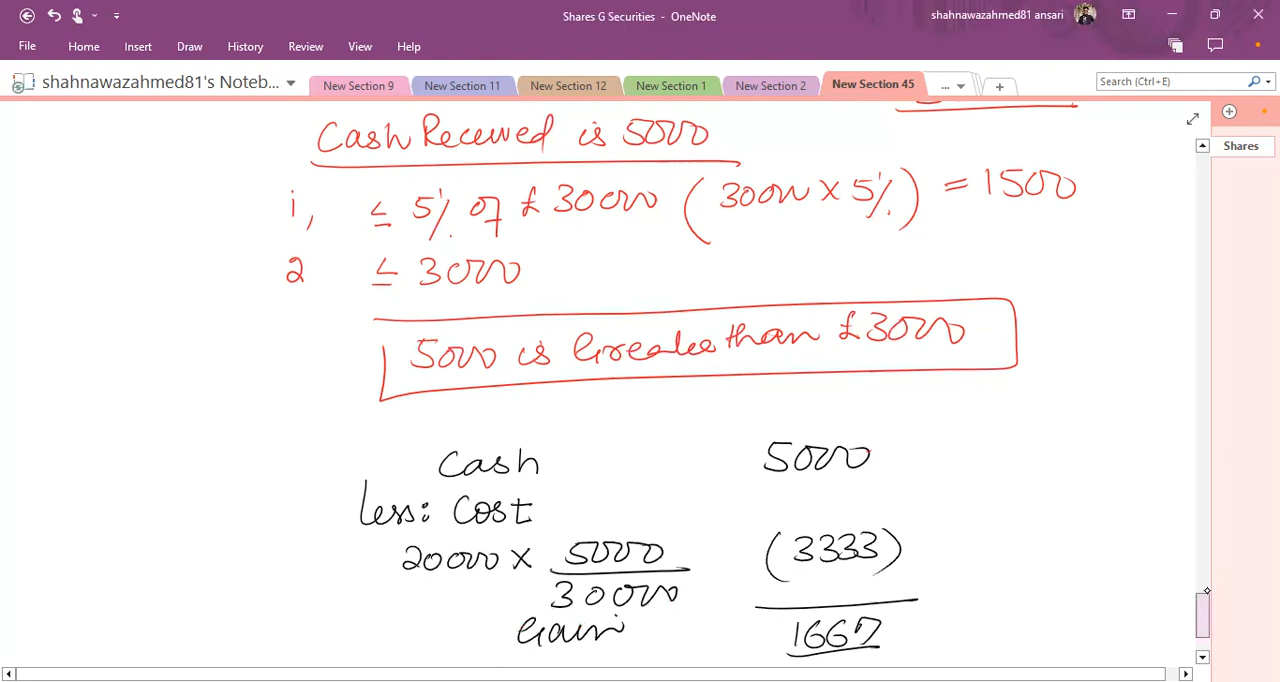 Shares G Securities - OneNote
shahnawazahmed81 ansari
File Home Insert Draw History Review View Help
shahnawazahmed81's Noteb...
New Section 9 New Section 11 New Section 12 New Section 1 New Section 2 New Section 45 ... +
Search (Ctrl+E)
Shares
Cash Received is 5000
i, ≤ 5% of £30000 (30000 x 5%) = 1500
2 ≤ 3000
5000 is Greater than £3000
Cash 5000
less: Cost
20000 x 5000/30000 (3333)
Gain 1667